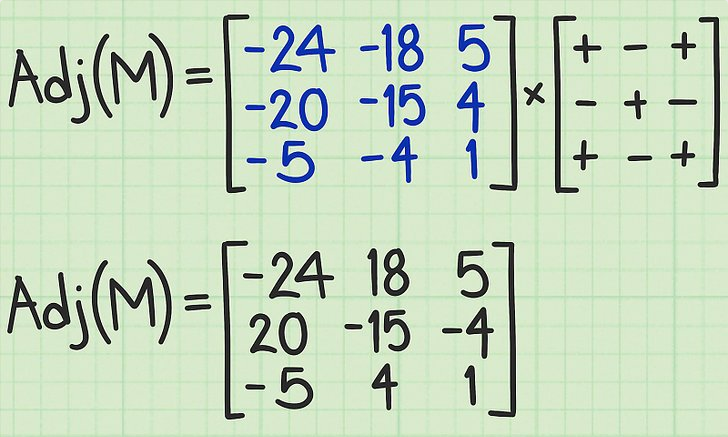 Adj(M) = [ -24 -18 5 ] × [ + - + ]
[ -20 -15 4 ] [ - + - ]
[ -5 -4 1 ] [ + - + ]
Adj(M) = [ -24 18 5 ]
[ 20 -15 -4 ]
[ -5 4 1 ]